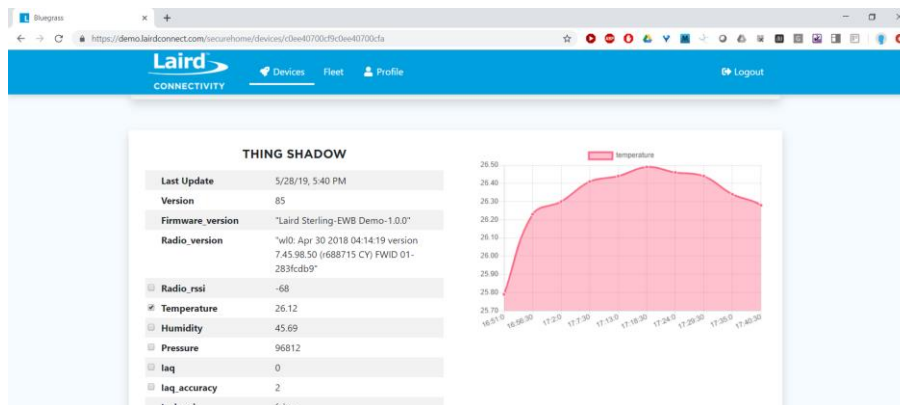 Bluegrass
https://demo.lairdconnect.com/securehome/devices/c0ee40700cf9c0ee40700cfa
Laird
CONNECTIVITY
Devices Fleet Profile Logout
THING SHADOW
Last Update 5/28/19, 5:40 PM
Version 85
Firmware_version "Laird Sterling-EWB Demo-1.0.0"
Radio_version "wl0: Apr 30 2018 04:14:19 version
7.45.98.50 (r688715 CY) FWID 01-
283fcdb9"
Radio_rssi -68
Temperature 26.12
Humidity 45.69
Pressure 96812
Iaq 0
Iaq_accuracy 2
temperature
26.50
26.40
26.30
26.20
26.10
26.00
25.90
25.80
25.70
16:51:0 16:56:30 17:2:0 17:7:30 17:13:0 17:18:30 17:24:0 17:29:30 17:35:0 17:40:30